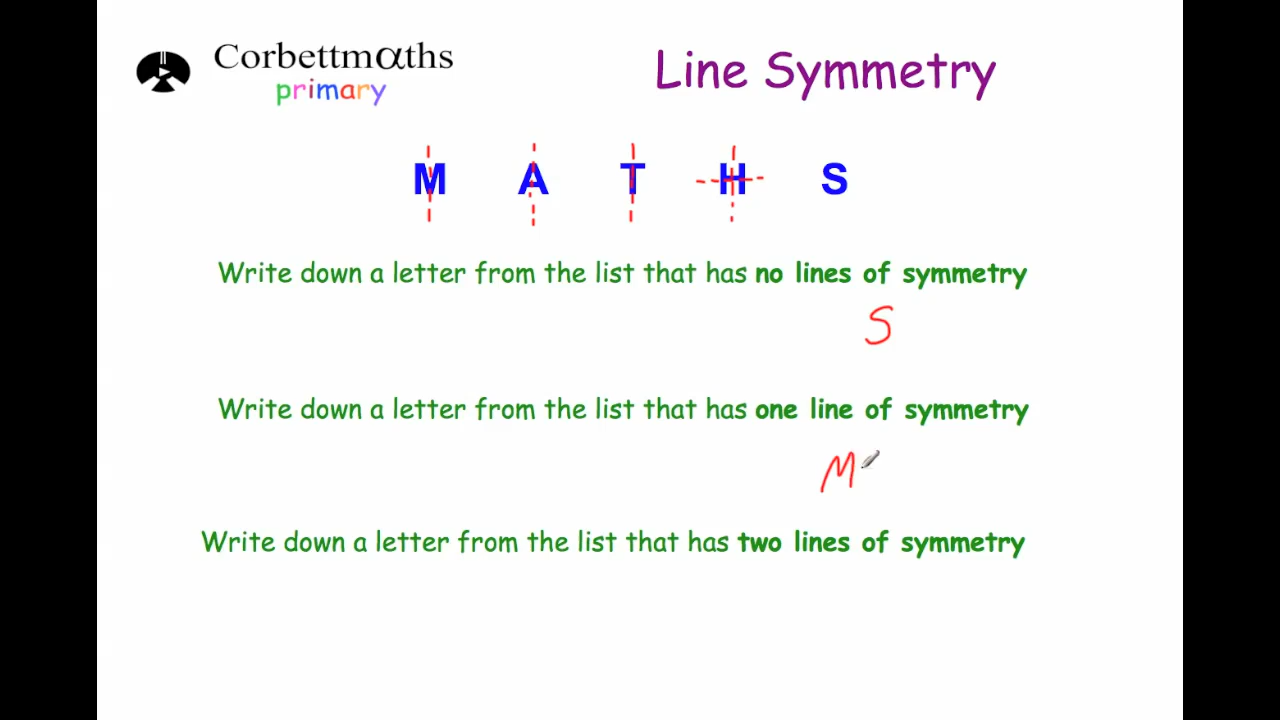 Corbettmαths
primary
Line Symmetry
M A T H S
Write down a letter from the list that has no lines of symmetry
S
Write down a letter from the list that has one line of symmetry
M
Write down a letter from the list that has two lines of symmetry